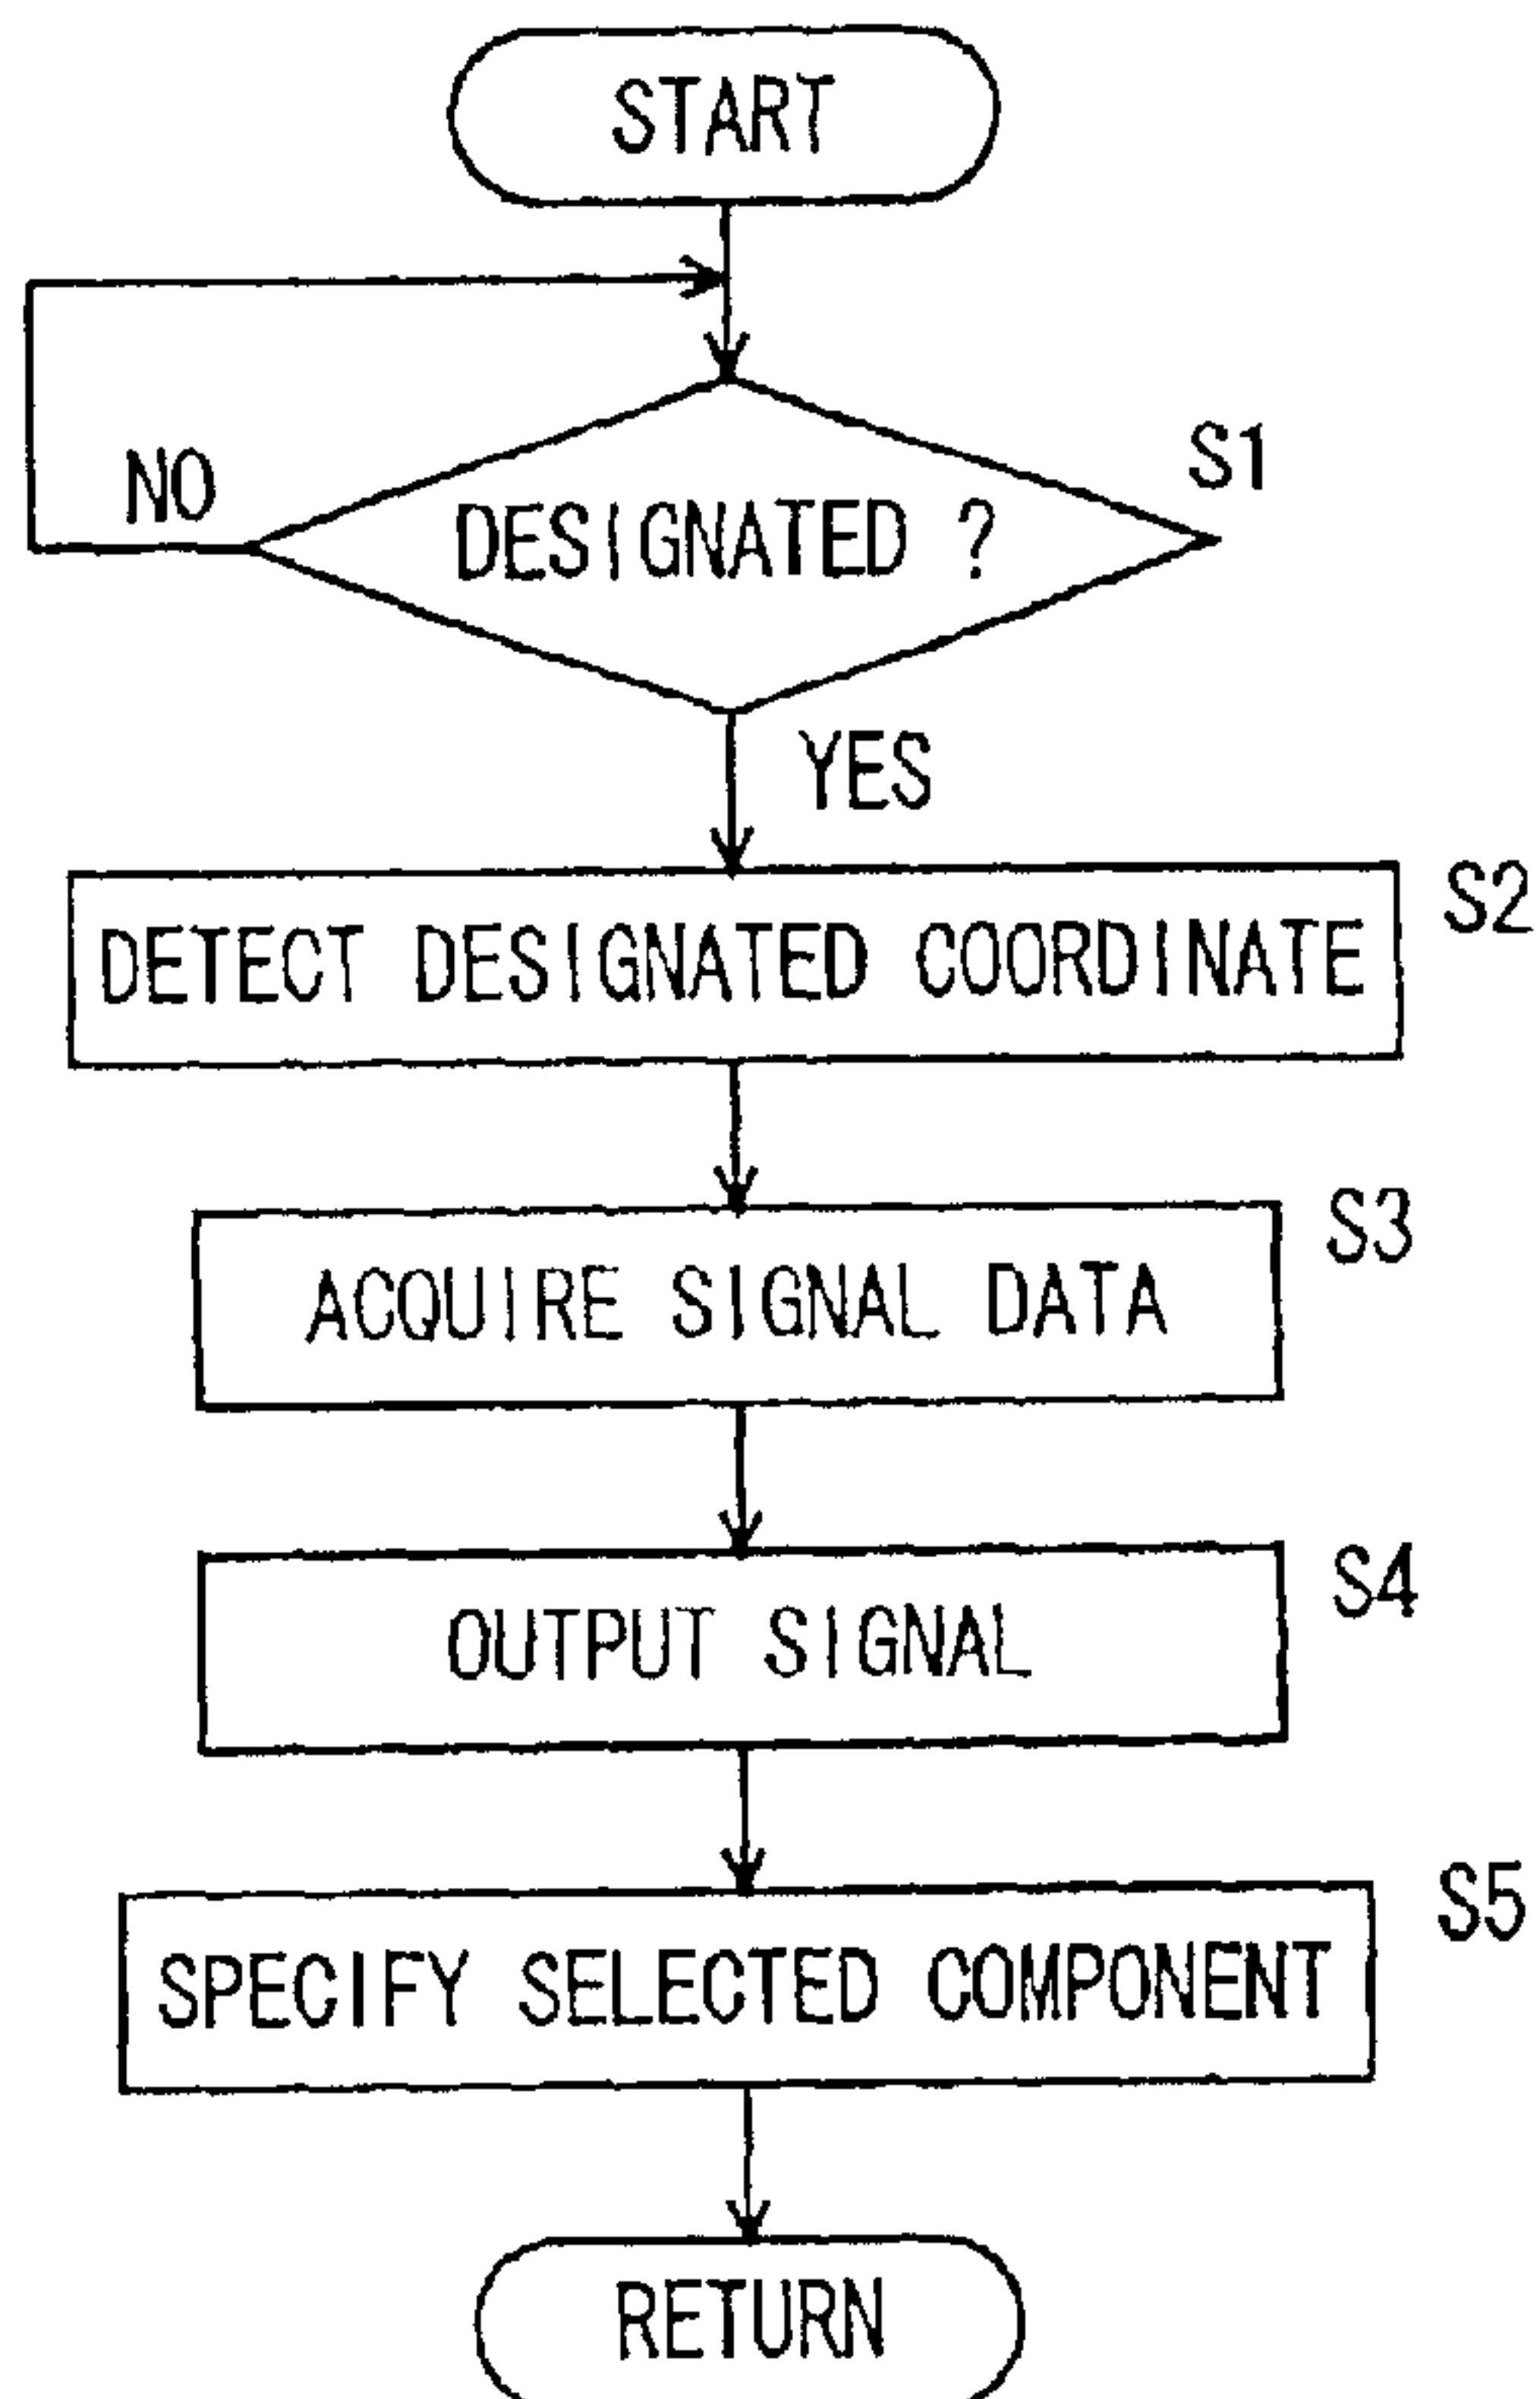 START
NO
S1
DESIGNATED ?
YES
S2
DETECT DESIGNATED COORDINATE
S3
ACQUIRE SIGNAL DATA
S4
OUTPUT SIGNAL
S5
SPECIFY SELECTED COMPONENT
RETURN